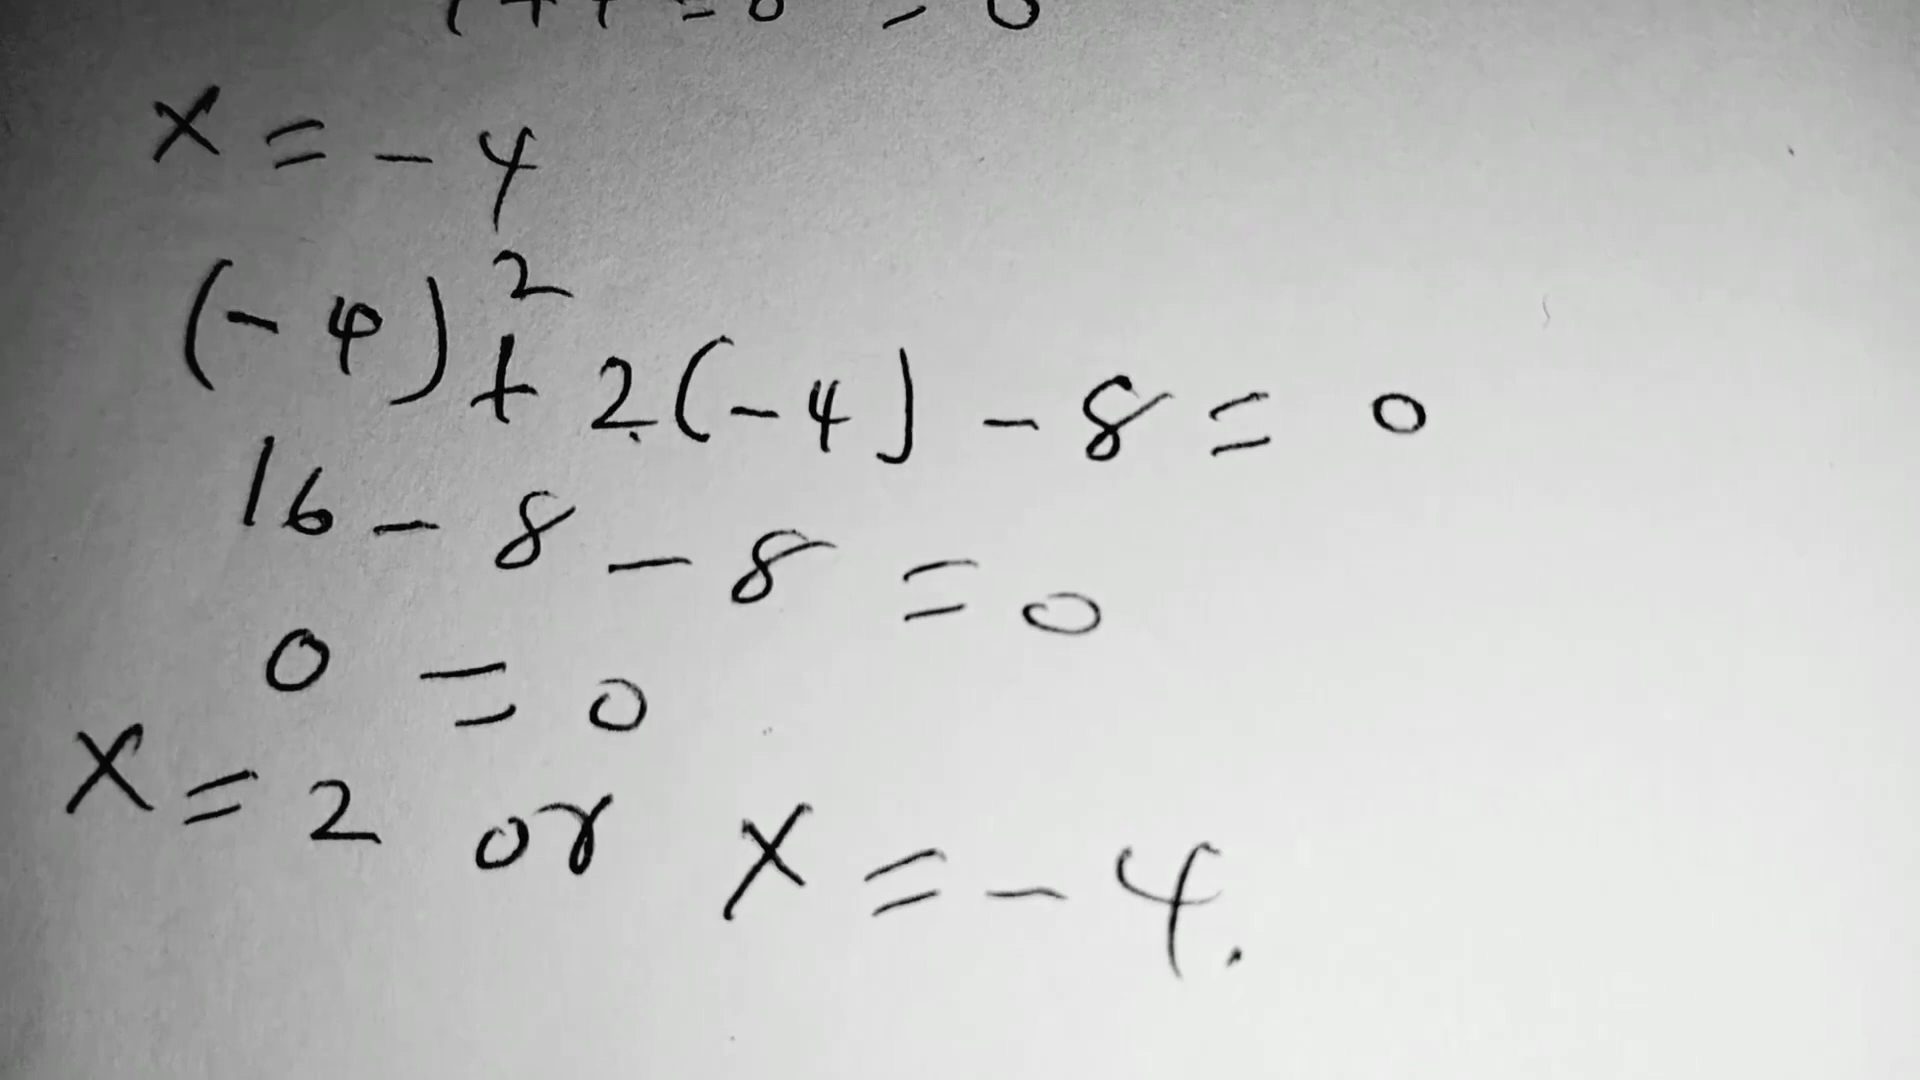 x = - 4
(-4)² + 2(-4) - 8 = 0
16 - 8 - 8 = 0
0 = 0
x = 2 or x = - 4.